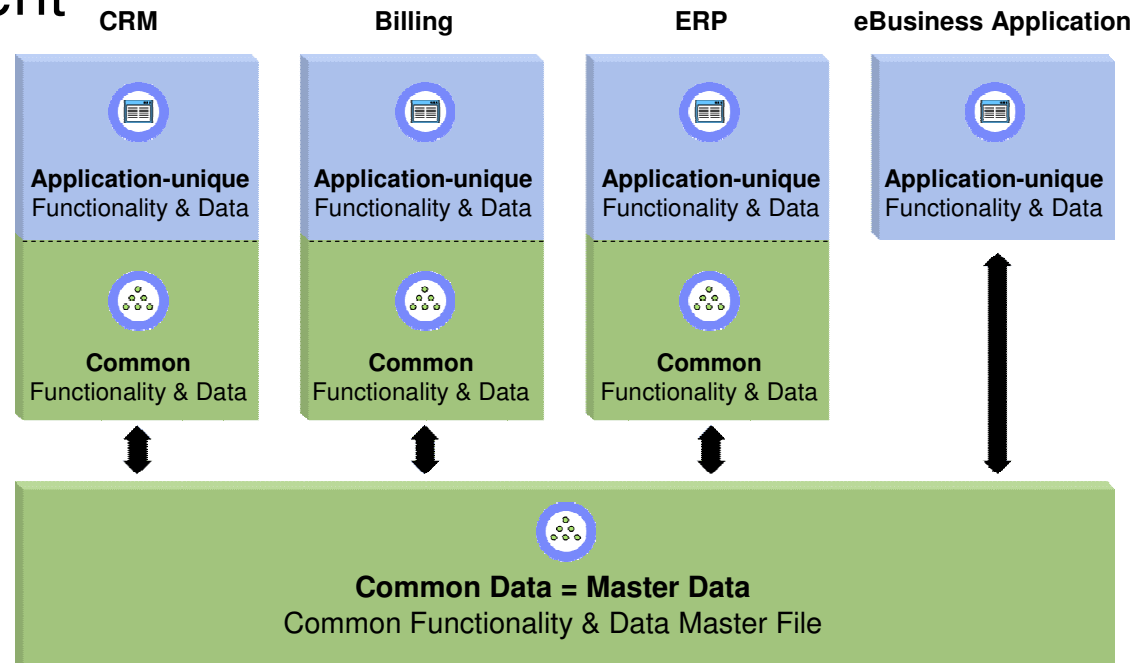 CRM
Billing
ERP
eBusiness Application
Application-unique
Functionality & Data
Application-unique
Functionality & Data
Application-unique
Functionality & Data
Application-unique
Functionality & Data
Common
Functionality & Data
Common
Functionality & Data
Common
Functionality & Data
Common Data = Master Data
Common Functionality & Data Master File